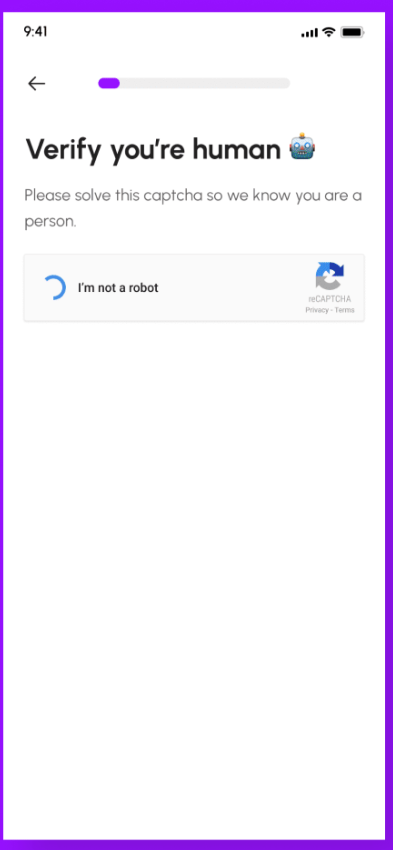 9:41
Verify you're human 🤖
Please solve this captcha so we know you are a
person.
I'm not a robot
reCAPTCHA
Privacy - Terms